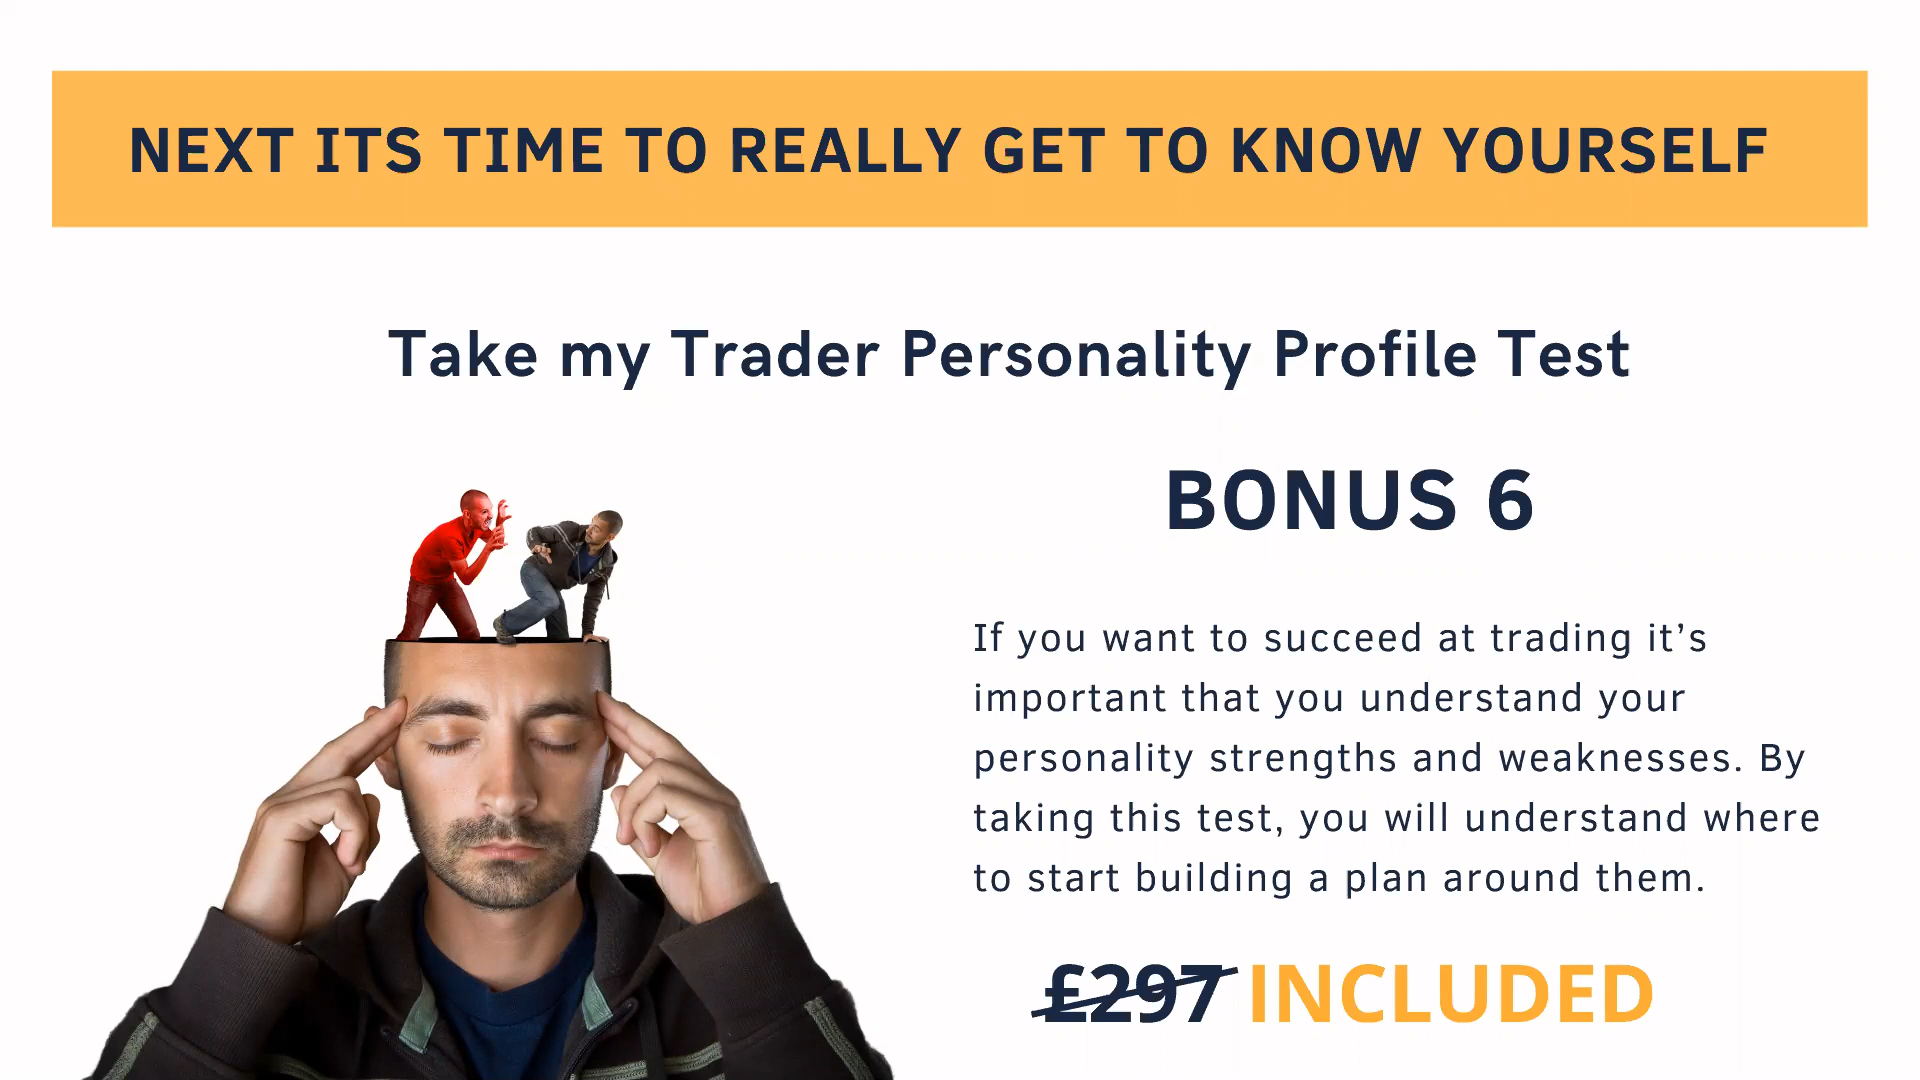 NEXT ITS TIME TO REALLY GET TO KNOW YOURSELF
Take my Trader Personality Profile Test
BONUS 6
If you want to succeed at trading it’s
important that you understand your
personality strengths and weaknesses. By
taking this test, you will understand where
to start building a plan around them.
£297 INCLUDED